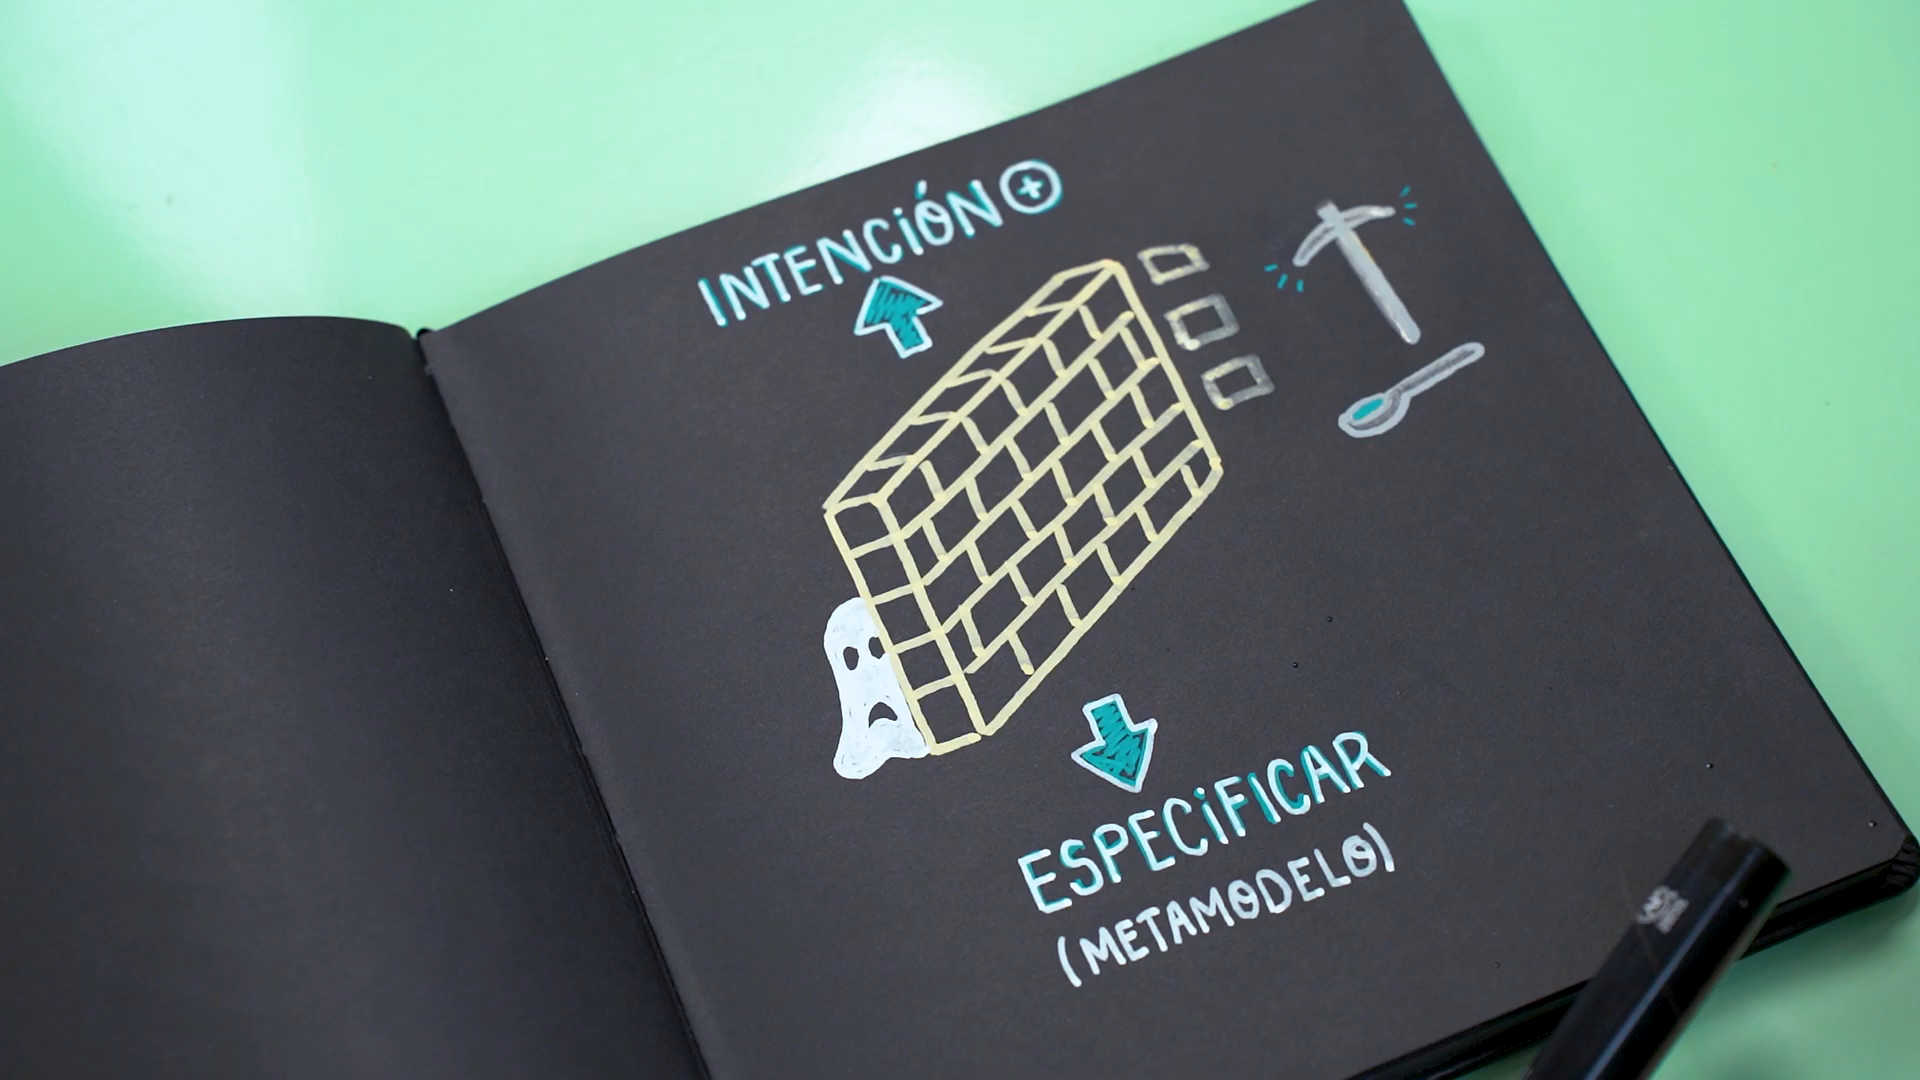 INTENCIÓN +
ESPECIFICAR
(METAMODELO)